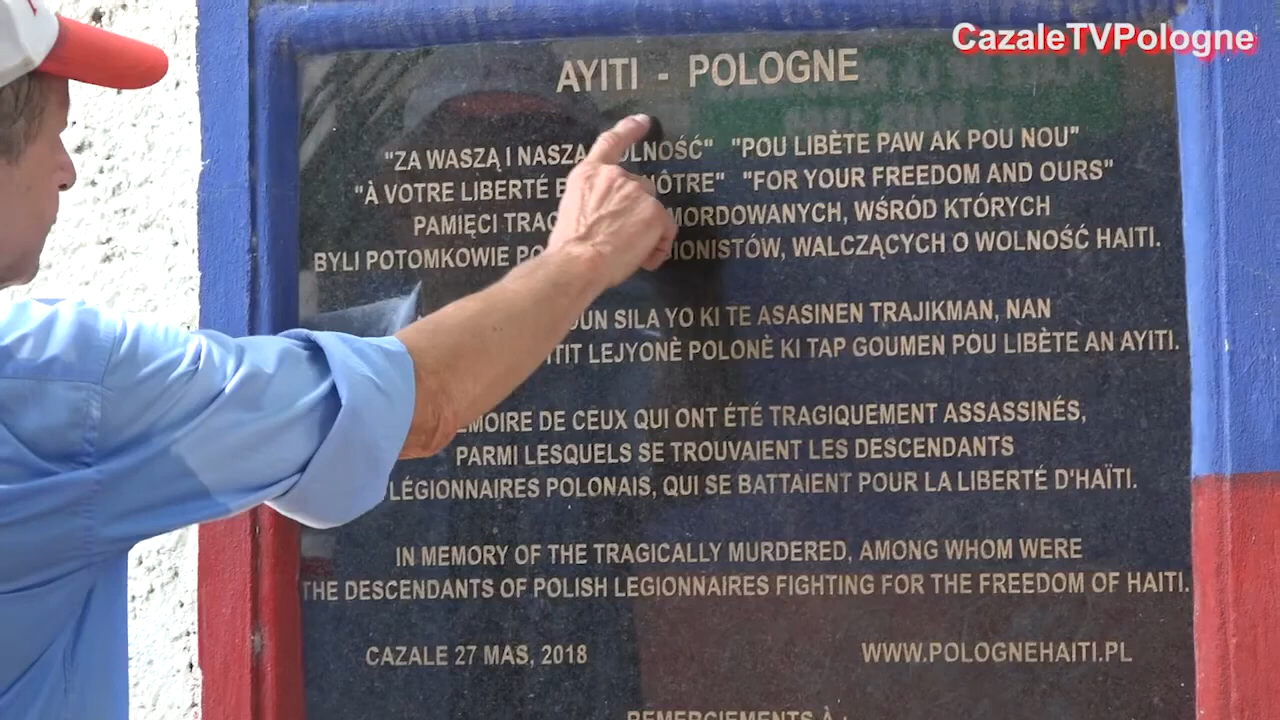 CazaleTVPologne
AYITI - POLOGNE
"ZA WASZĄ I NASZĄ "POU LIBÈTE PAW AK POU NOU"
"À VOTRE LIBERTÉ NÔTRE" "FOR YOUR FREEDOM AND OURS"
PAMIĘCI WŚRÓD KTÓRYCH
BYLI POTOMKOWIE WALCZĄCYCH O WOLNOŚĆ HAITI.
SILA YO KI TE ASASINEN TRAJIKMAN, NAN
LEJYONÈ POLONÈ KI TAP GOUMEN POU LIBÈTE AN AYITI.
DE CEUX QUI ONT ÉTÉ TRAGIQUEMENT ASSASSINÉS,
PARMI LESQUELS SE TROUVAIENT LES DESCENDANTS
LÉGIONNAIRES POLONAIS, QUI SE BATTAIENT POUR LA LIBERTÉ D'HAÏTI.
IN MEMORY OF THE TRAGICALLY MURDERED, AMONG WHOM WERE
THE DESCENDANTS OF POLISH LEGIONNAIRES FIGHTING FOR THE FREEDOM OF HAITI.
CAZALE 27 MAS, 2018 WWW.POLOGNEHAITI.PL
REMERCIEMENTS À :